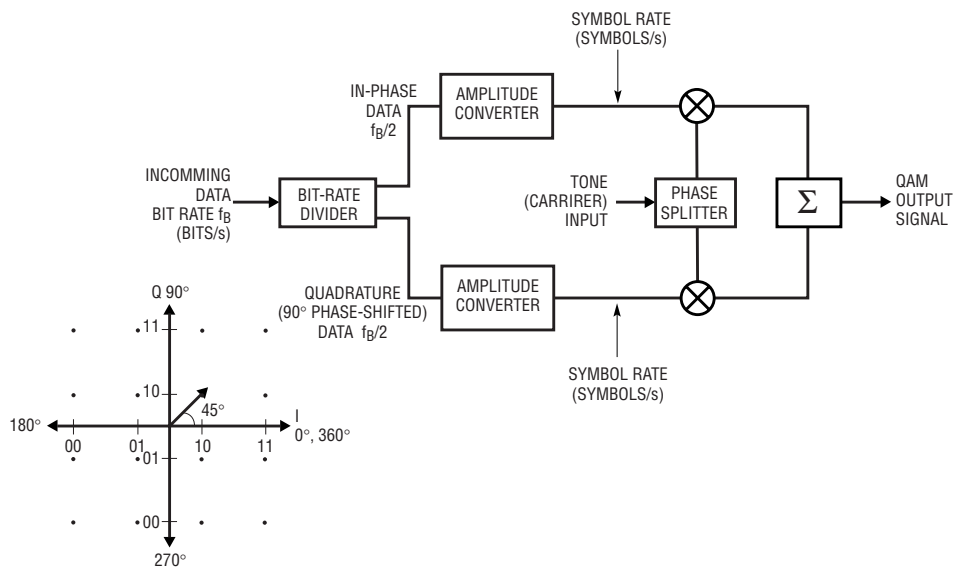 SYMBOL RATE
(SYMBOLS/s)
IN-PHASE
DATA
fB/2
AMPLITUDE
CONVERTER
INCOMMING
DATA
BIT RATE fB
(BITS/s)
BIT-RATE
DIVIDER
TONE
(CARRIRER)
INPUT
PHASE
SPLITTER
Σ
QAM
OUTPUT
SIGNAL
QUADRATURE
(90° PHASE-SHIFTED)
DATA fB/2
AMPLITUDE
CONVERTER
SYMBOL RATE
(SYMBOLS/s)
Q 90°
11
10
45°
180°
I
0°, 360°
00 01 10 11
01
00
270°